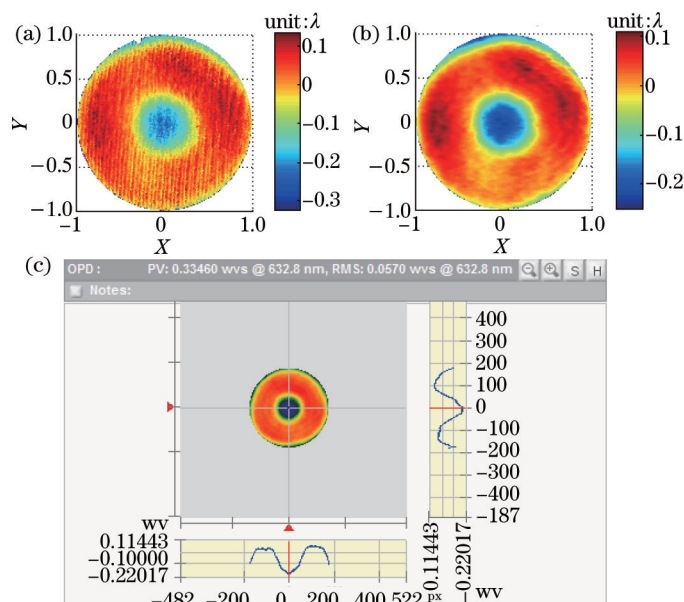 (a)
unit:λ
1.0
0.5
0
−0.5
−1.0
Y
−1
0
1.0
X
0.1
0
−0.1
−0.2
−0.3
(b)
unit:λ
1.0
0.5
0
−0.5
−1.0
Y
−1
0
1.0
X
0.1
0
−0.1
−0.2
(c)
OPD : PV: 0.33460 wvs @ 632.8 nm, RMS: 0.0570 wvs @ 632.8 nm S H
Notes:
400
300
200
100
0
−100
−200
−300
−400
−187
wv
0.11443
−0.10000
−0.22017
−482 −200 0 200 400 522 px
0.11443
−0.22017
wv